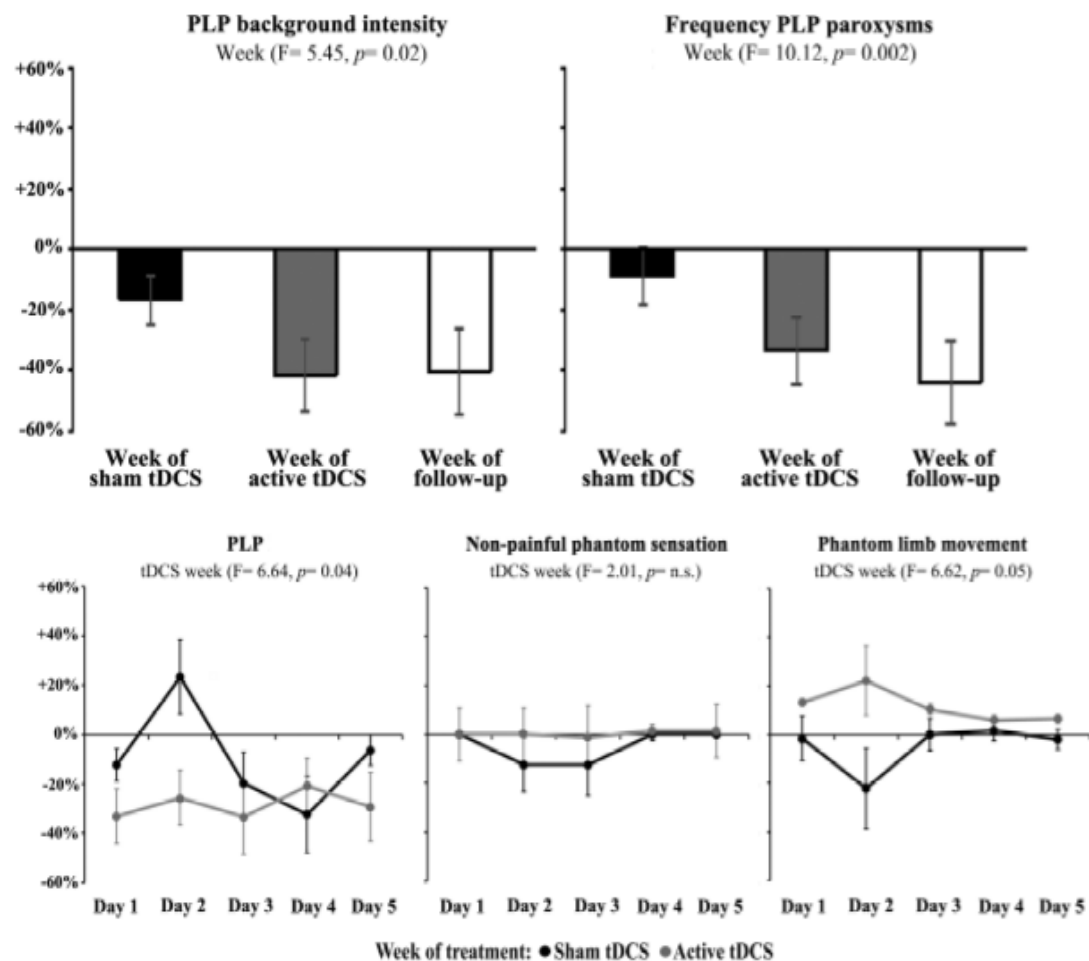 PLP background intensity
Week (F= 5.45, p= 0.02)
Frequency PLP paroxysms
Week (F= 10.12, p= 0.002)
+60%
+40%
+20%
0%
-20%
-40%
-60%
Week of sham tDCS
Week of active tDCS
Week of follow-up
Week of sham tDCS
Week of active tDCS
Week of follow-up
PLP
tDCS week (F= 6.64, p= 0.04)
Non-painful phantom sensation
tDCS week (F= 2.01, p= n.s.)
Phantom limb movement
tDCS week (F= 6.62, p= 0.05)
+60%
+40%
+20%
0%
-20%
-40%
-60%
Day 1 Day 2 Day 3 Day 4 Day 5
Day 1 Day 2 Day 3 Day 4 Day 5
Day 1 Day 2 Day 3 Day 4 Day 5
Week of treatment: Sham tDCS Active tDCS